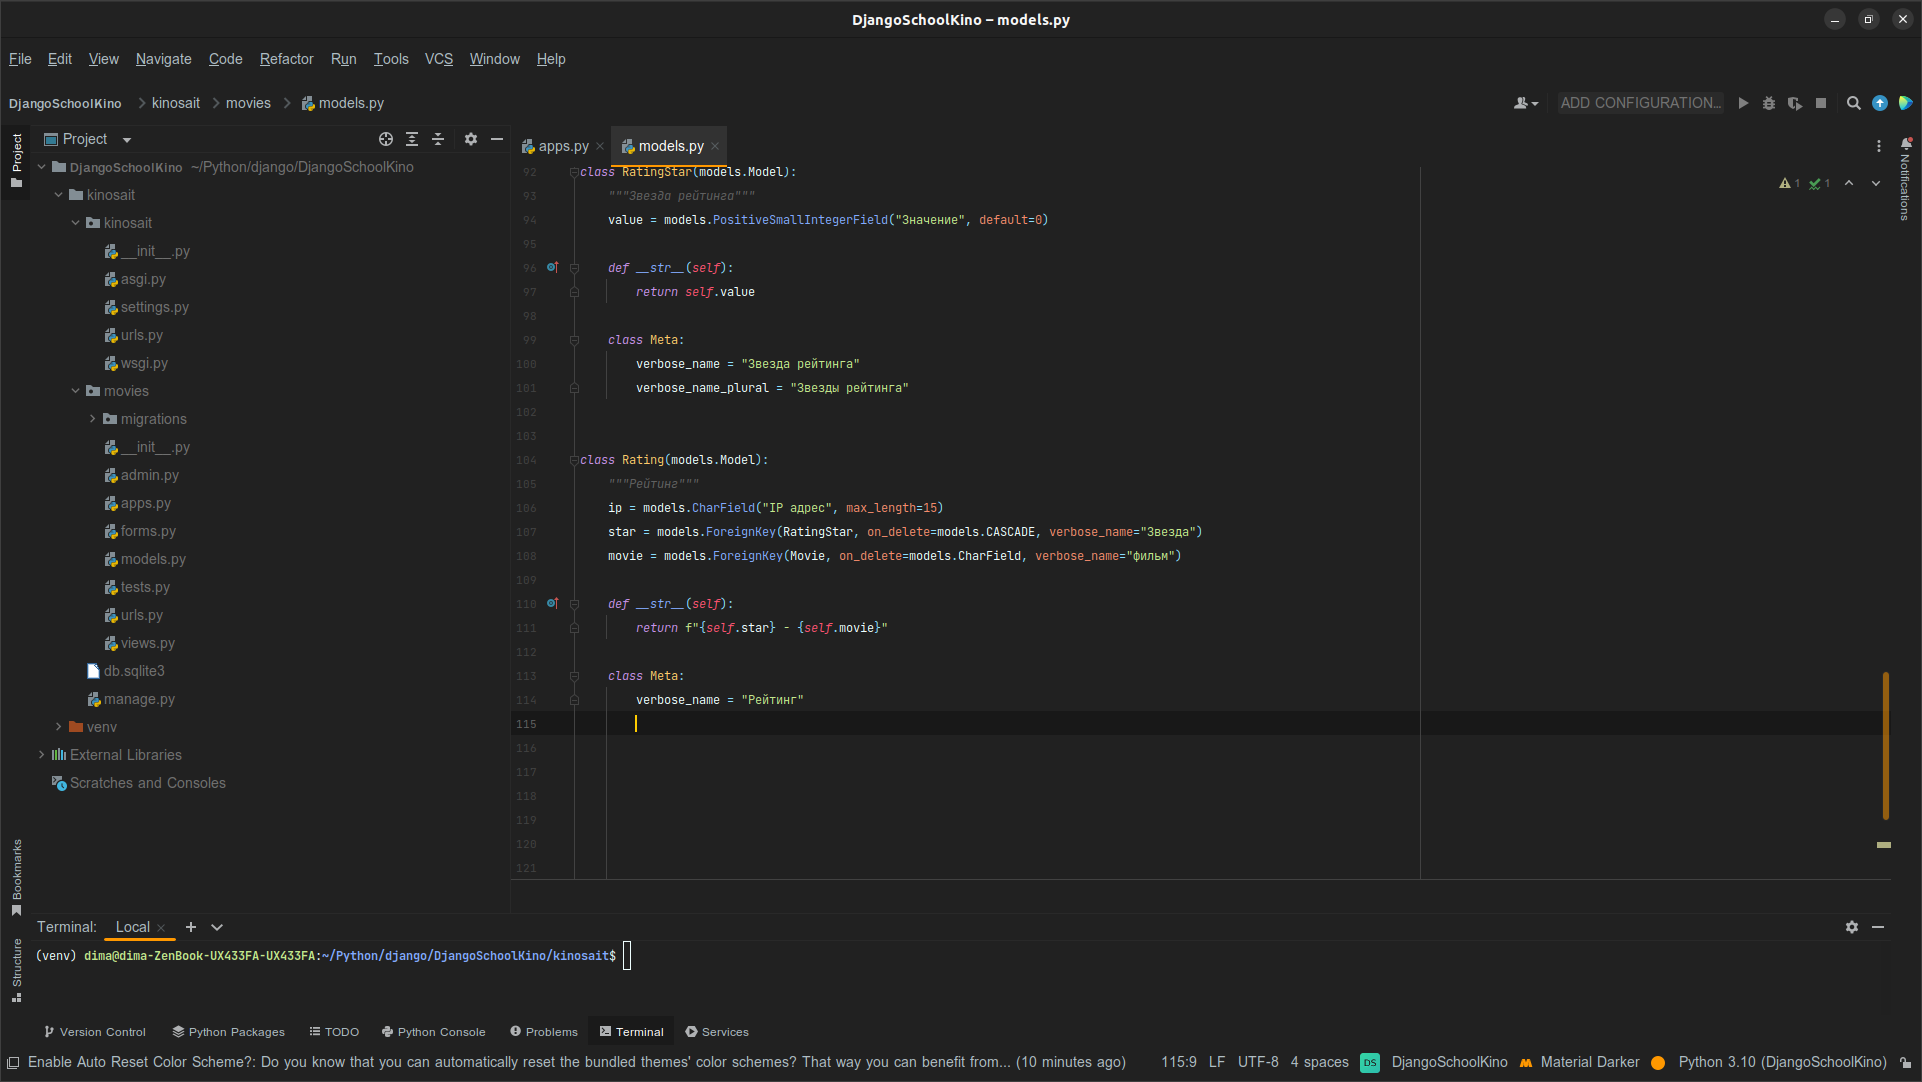 DjangoSchoolKino – models.py
File Edit View Navigate Code Refactor Run Tools VCS Window Help
DjangoSchoolKino kinosait movies models.py
ADD CONFIGURATION...
Project
Project
DjangoSchoolKino ~/Python/django/DjangoSchoolKino
kinosait
kinosait
__init__.py
asgi.py
settings.py
urls.py
wsgi.py
movies
migrations
__init__.py
admin.py
apps.py
forms.py
models.py
tests.py
urls.py
views.py
db.sqlite3
manage.py
venv
External Libraries
Scratches and Consoles
Bookmarks
Structure
apps.py models.py
1 1
Notifications
92 class RatingStar(models.Model):
93 """Звезда рейтинга"""
94 value = models.PositiveSmallIntegerField("Значение", default=0)
95
96 def __str__(self):
97 return self.value
98
99 class Meta:
100 verbose_name = "Звезда рейтинга"
101 verbose_name_plural = "Звезды рейтинга"
102
103
104 class Rating(models.Model):
105 """Рейтинг"""
106 ip = models.CharField("IP адрес", max_length=15)
107 star = models.ForeignKey(RatingStar, on_delete=models.CASCADE, verbose_name="Звезда")
108 movie = models.ForeignKey(Movie, on_delete=models.CharField, verbose_name="фильм")
109
110 def __str__(self):
111 return f"{self.star} - {self.movie}"
112
113 class Meta:
114 verbose_name = "Рейтинг"
115
116
117
118
119
120
121
Terminal: Local
(venv) dima@dima-ZenBook-UX433FA-UX433FA:~/Python/django/DjangoSchoolKino/kinosait$
Version Control Python Packages TODO Python Console Problems Terminal Services
Enable Auto Reset Color Scheme?: Do you know that you can automatically reset the bundled themes' color schemes? That way you can benefit from... (10 minutes ago) 115:9 LF UTF-8 4 spaces DS DjangoSchoolKino Material Darker Python 3.10 (DjangoSchoolKino)